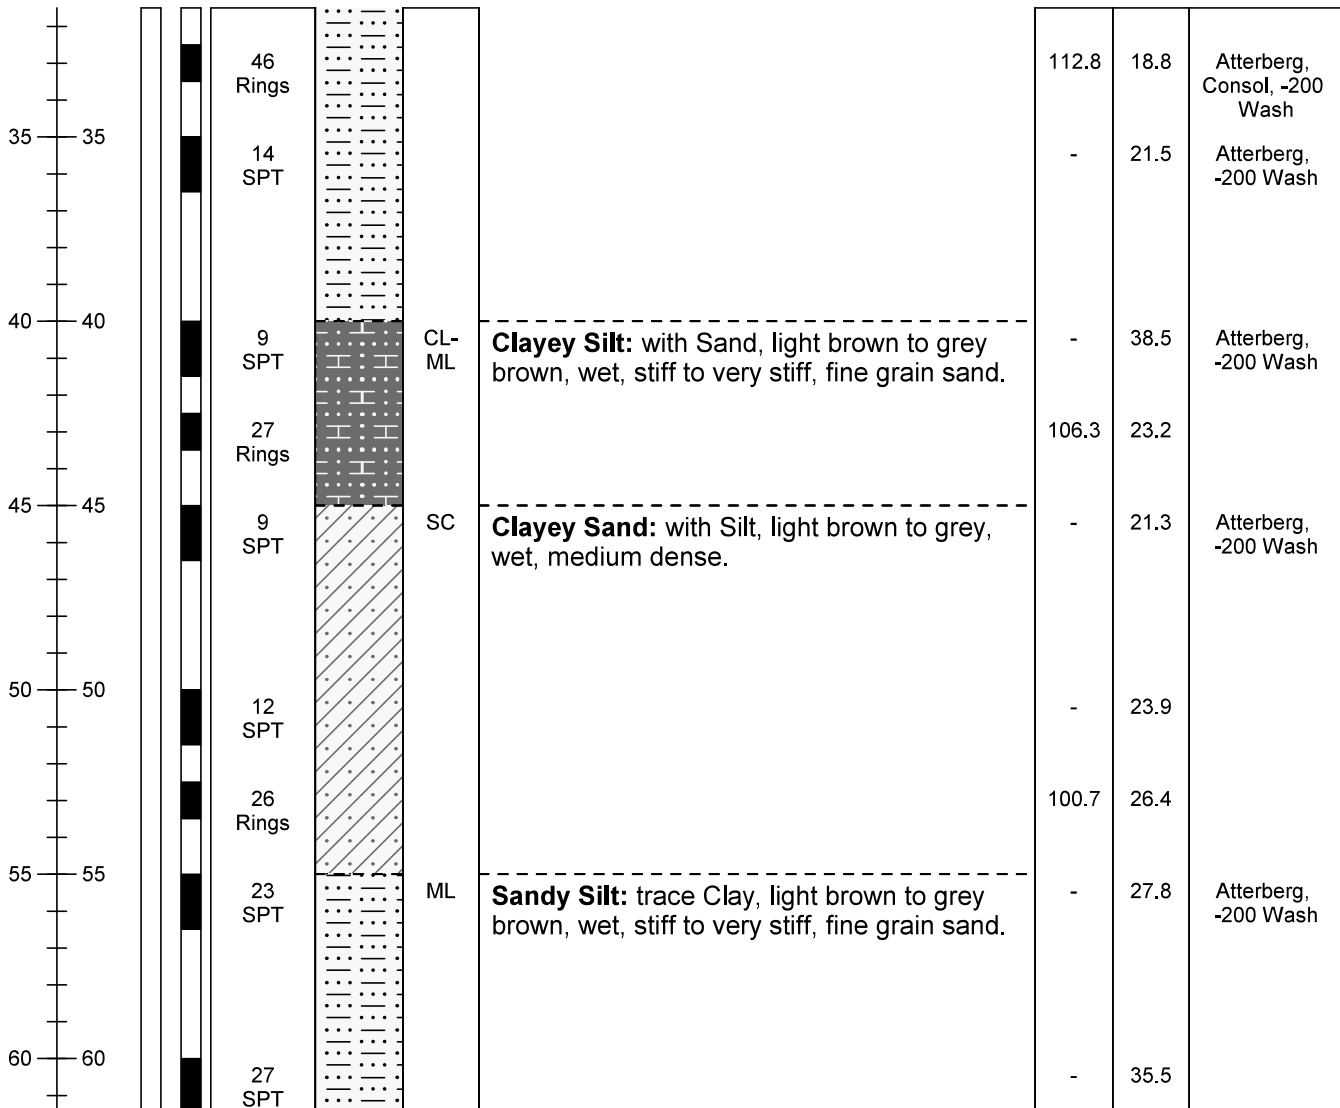 46 112.8 18.8 Atterberg,
Rings Consol, -200
Wash
35 35
14 - 21.5 Atterberg,
SPT -200 Wash
40 40
9 CL- Clayey Silt: with Sand, light brown to grey - 38.5 Atterberg,
SPT ML brown, wet, stiff to very stiff, fine grain sand. -200 Wash
27 106.3 23.2
Rings
45 45
9 SC Clayey Sand: with Silt, light brown to grey, - 21.3 Atterberg,
SPT wet, medium dense. -200 Wash
50 50
12 - 23.9
SPT
26 100.7 26.4
Rings
55 55
23 ML Sandy Silt: trace Clay, light brown to grey - 27.8 Atterberg,
SPT brown, wet, stiff to very stiff, fine grain sand. -200 Wash
60 60
27 - 35.5
SPT